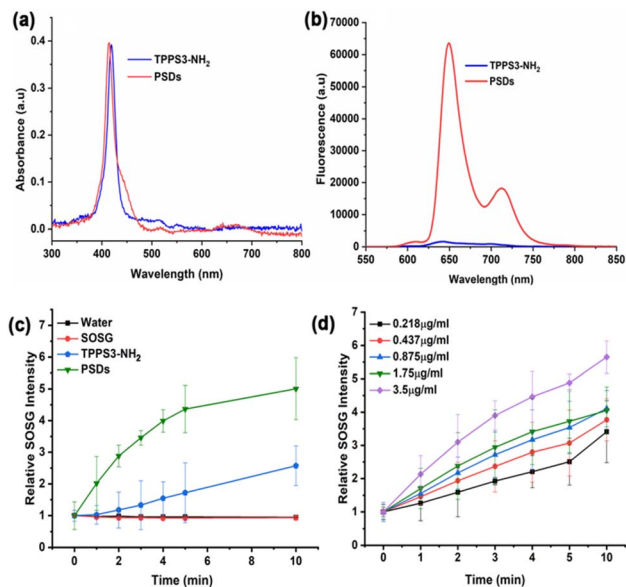 (a)
0.4
0.3
0.2
0.1
0.0
Absorbance (a.u)
TPPS3-NH₂
PSDs
300 400 500 600 700 800
Wavelength (nm)
(b)
70000
60000
50000
40000
30000
20000
10000
0
Fluorescence (a.u)
TPPS3-NH₂
PSDs
550 600 650 700 750 800 850
Wavelength (nm)
(c)
7
6
5
4
3
2
1
0
Relative SOSG Intensity
Water
SOSG
TPPS3-NH₂
PSDs
0 2 4 6 8 10
Time (min)
(d)
7
6
5
4
3
2
1
0
Relative SOSG Intensity
0.218µg/ml
0.437µg/ml
0.875µg/ml
1.75µg/ml
3.5µg/ml
0 1 2 3 4 5 10
Time (min)